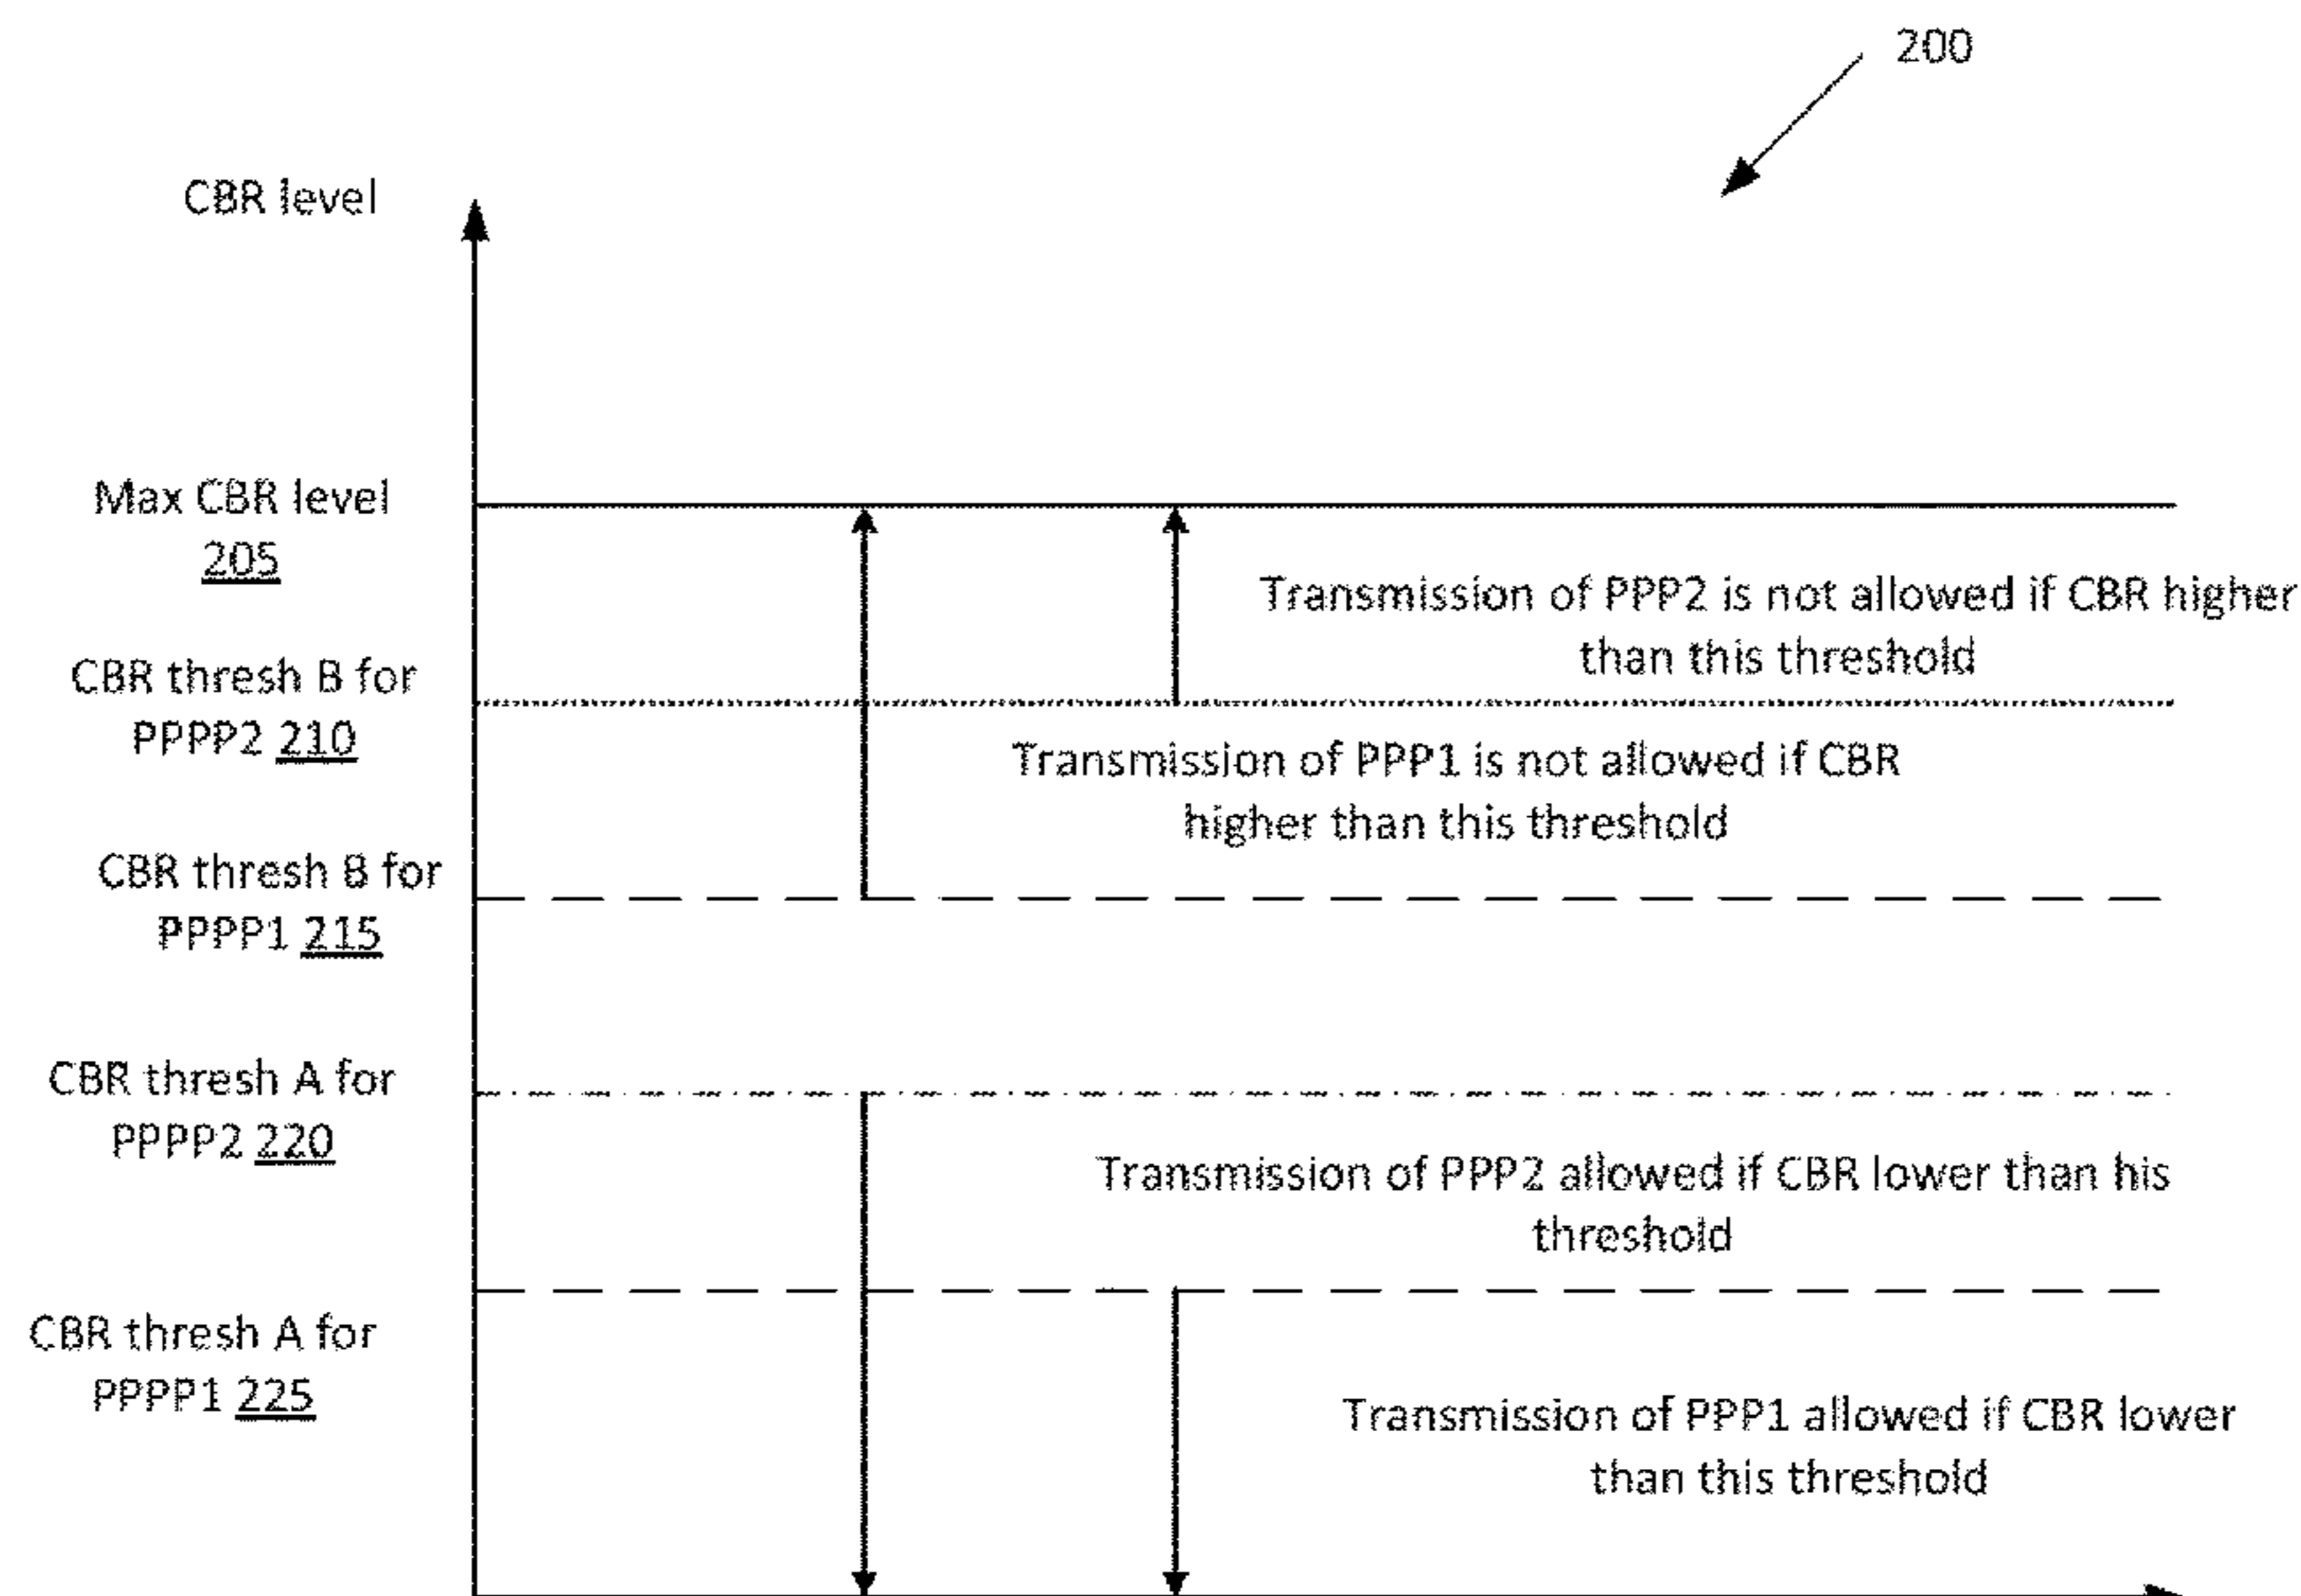 200
CBR level
Max CBR level
205
Transmission of PPP2 is not allowed if CBR higher
than this threshold
CBR thresh B for
PPPP2 210
Transmission of PPP1 is not allowed if CBR
higher than this threshold
CBR thresh B for
PPPP1 215
CBR thresh A for
PPPP2 220
Transmission of PPP2 allowed if CBR lower than his
threshold
CBR thresh A for
PPPP1 225
Transmission of PPP1 allowed if CBR lower
than this threshold